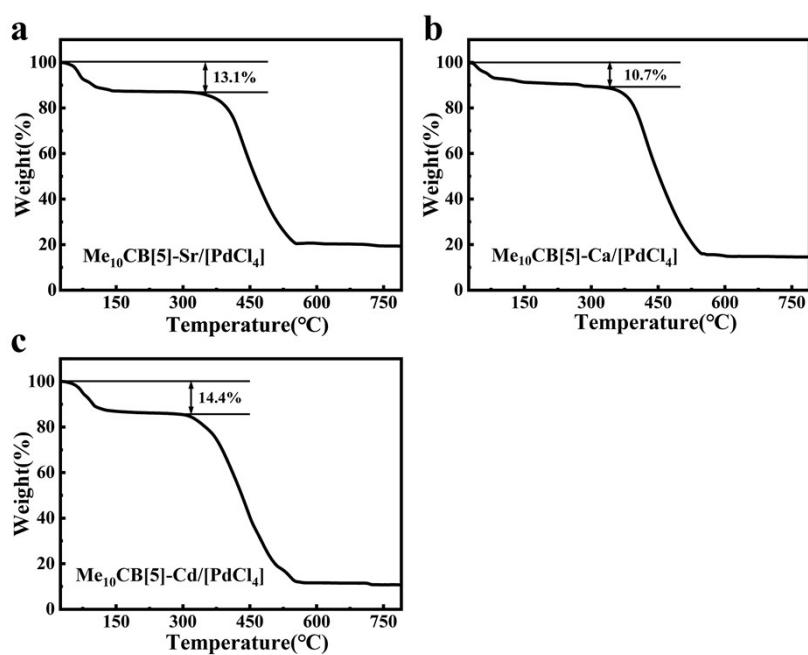 a
100
80
60
40
20
0
Weight(%)
13.1%
Me₁₀CB[5]-Sr/[PdCl₄]
150 300 450 600 750
Temperature(°C)
b
100
80
60
40
20
0
Weight(%)
10.7%
Me₁₀CB[5]-Ca/[PdCl₄]
150 300 450 600 750
Temperature(°C)
c
100
80
60
40
20
0
Weight(%)
14.4%
Me₁₀CB[5]-Cd/[PdCl₄]
150 300 450 600 750
Temperature(°C)